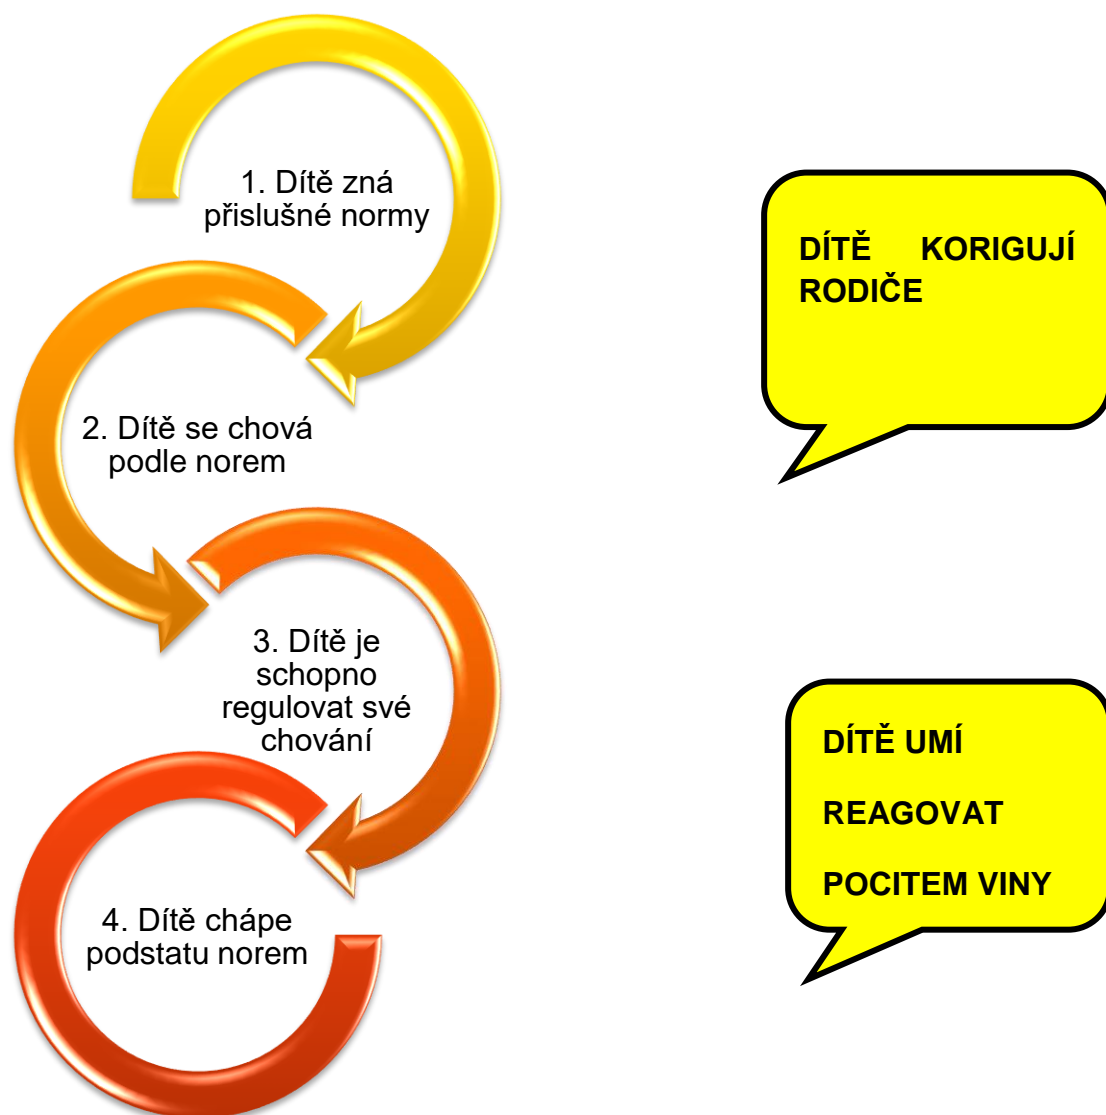 1. Dítě zná
přislušné normy
DÍTĚ KORIGUJÍ
RODIČE
2. Dítě se chová
podle norem
3. Dítě je
schopno
regulovat své
chování
DÍTĚ UMÍ
REAGOVAT
POCITEM VINY
4. Dítě chápe
podstatu norem